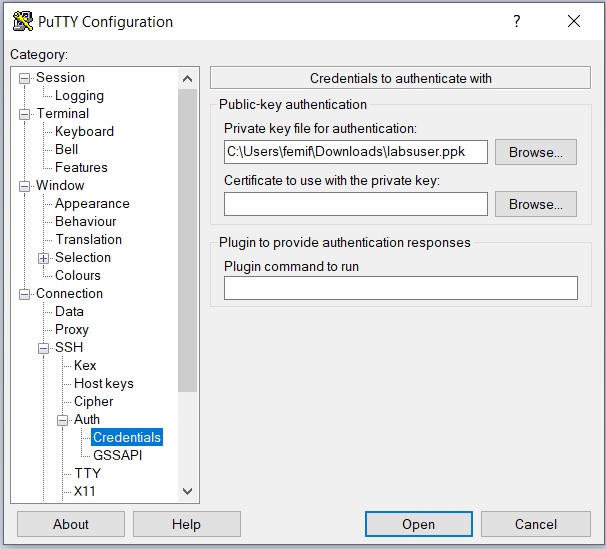 PuTTY Configuration
?
Category:
Session
Logging
Terminal
Keyboard
Bell
Features
Window
Appearance
Behaviour
Translation
Selection
Colours
Connection
Data
Proxy
SSH
Kex
Host keys
Cipher
Auth
Credentials
GSSAPI
TTY
X11
Credentials to authenticate with
Public-key authentication
Private key file for authentication:
C:\Users\femif\Downloads\labsuser.ppk
Browse...
Certificate to use with the private key:
Browse...
Plugin to provide authentication responses
Plugin command to run
About
Help
Open
Cancel